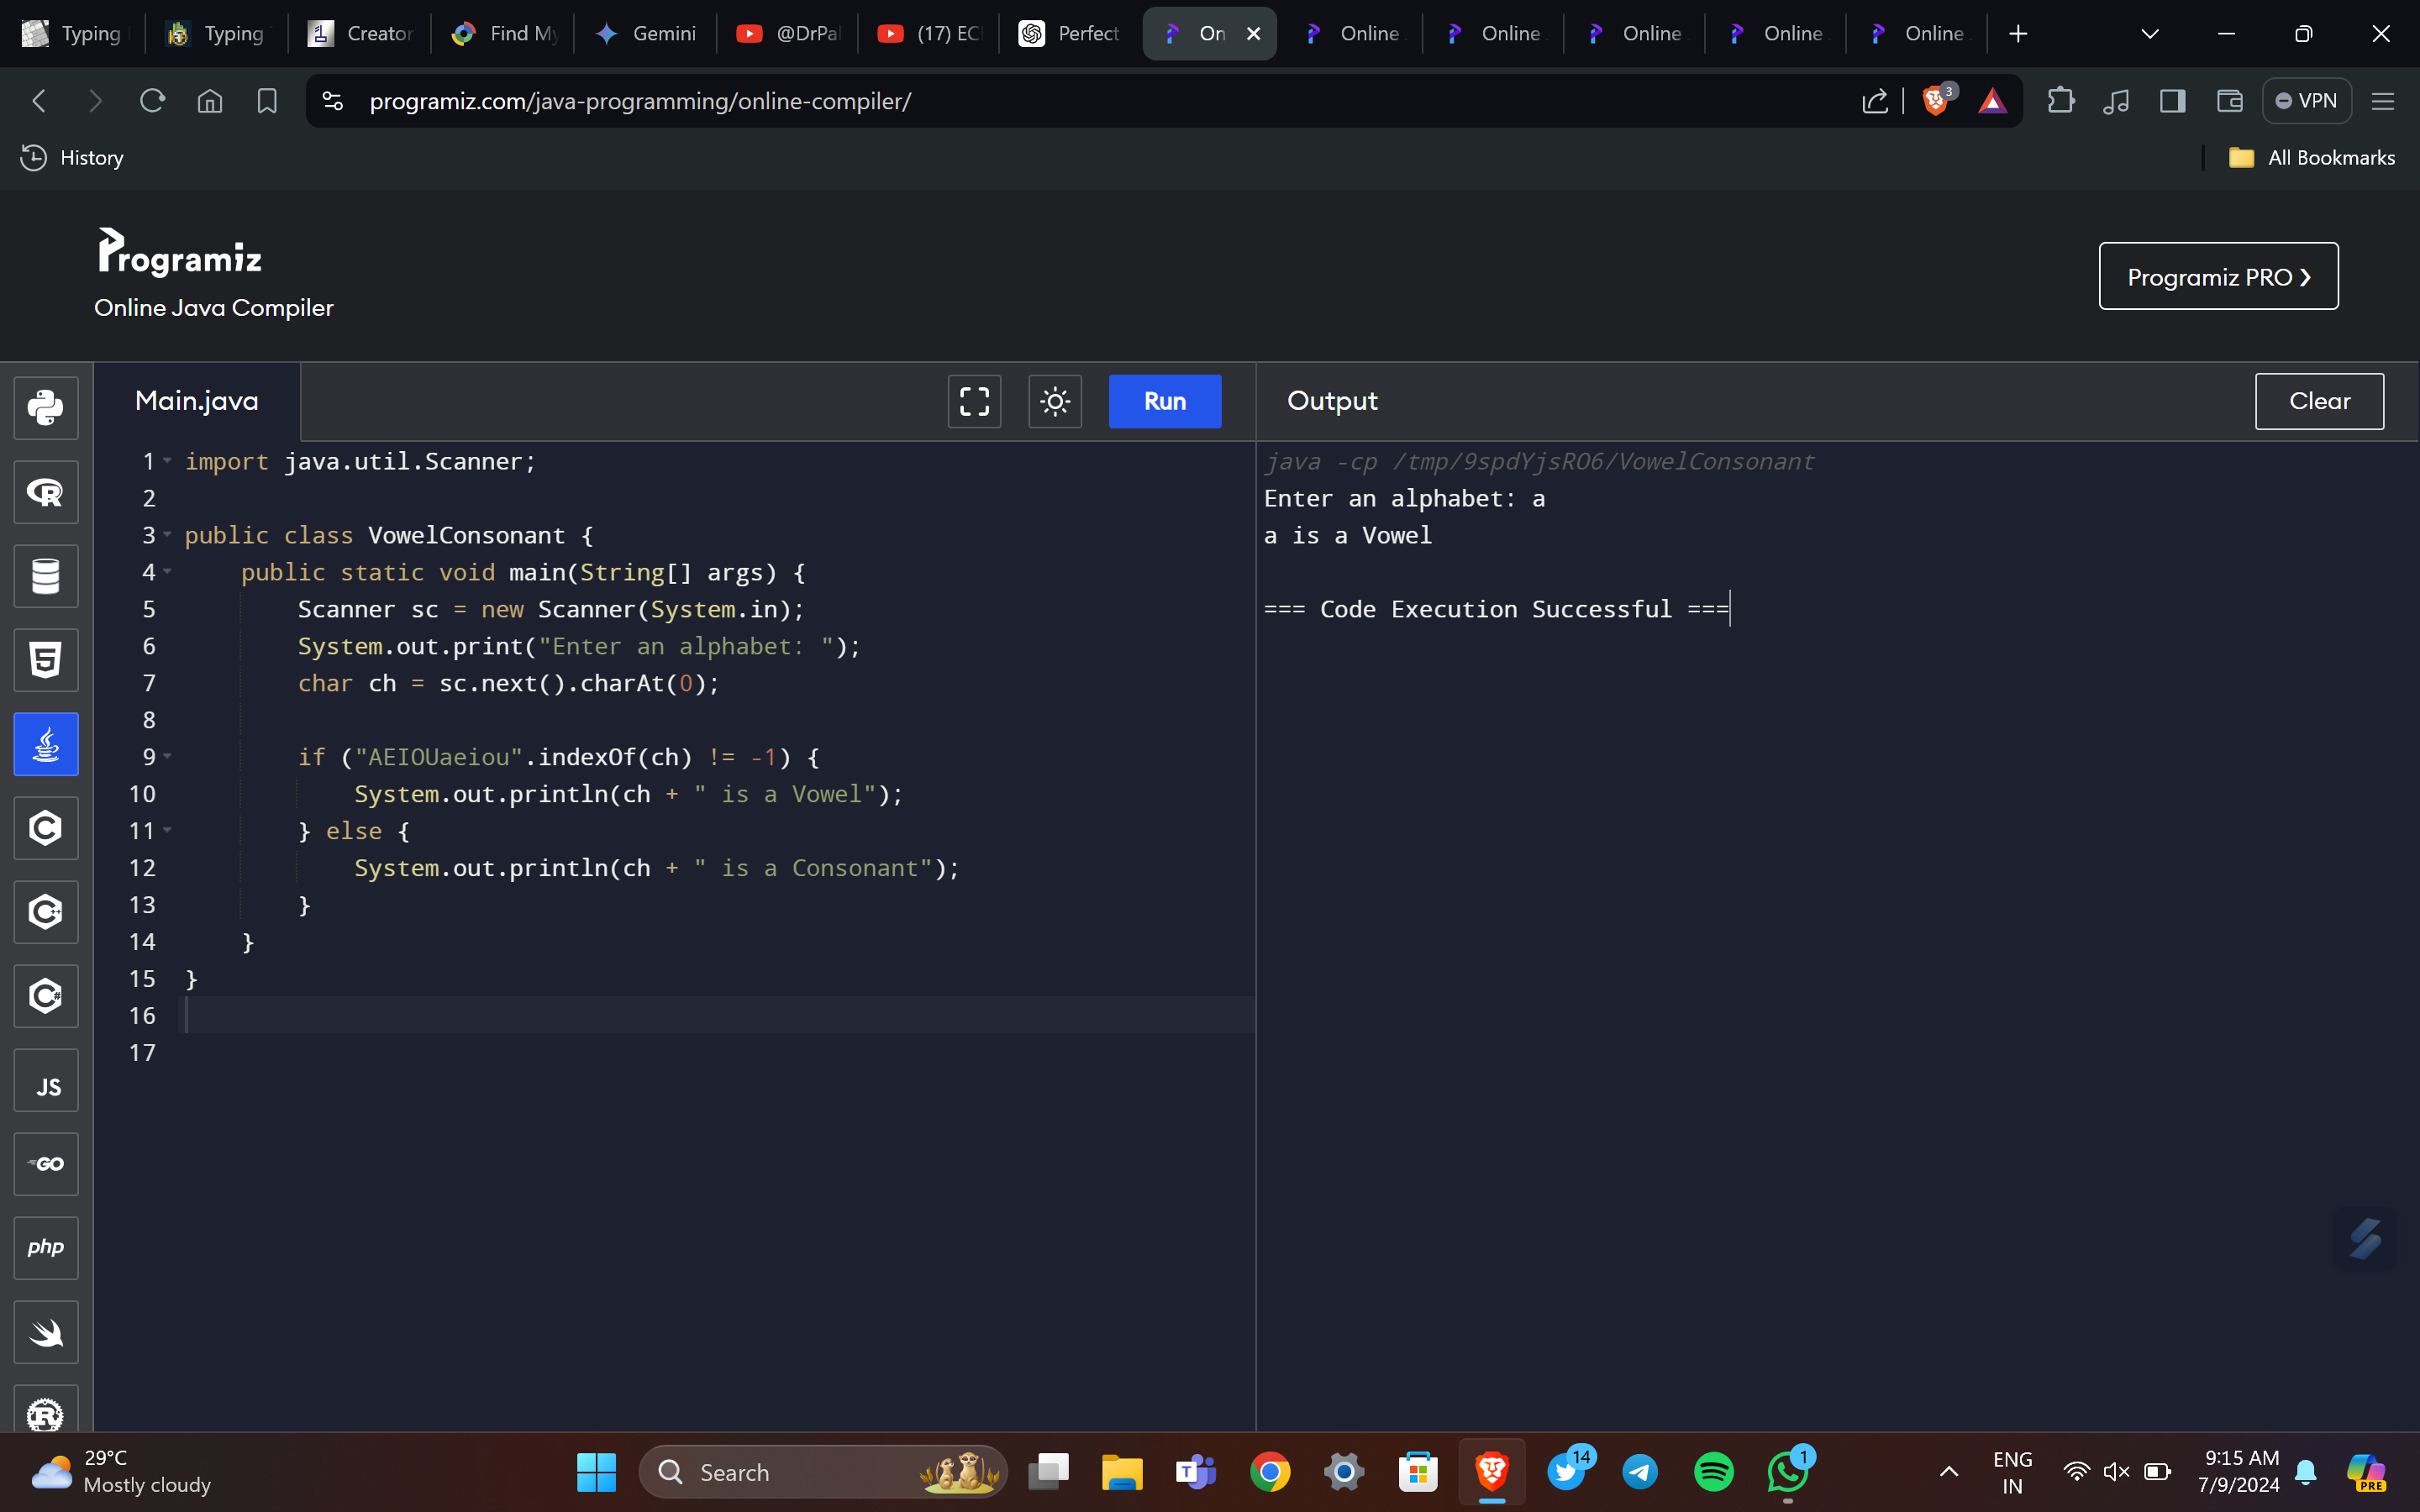 Typing
Typing
Creator
Find My
Gemini
@DrPal
(17) EC
Perfect
On
Online
Online
Online
Online
Online
programiz.com/java-programming/online-compiler/
3
VPN
History
All Bookmarks
Programiz
Online Java Compiler
Programiz PRO ❯
Main.java
Run
Output
Clear
1 import java.util.Scanner;
2
3 public class VowelConsonant {
4     public static void main(String[] args) {
5         Scanner sc = new Scanner(System.in);
6         System.out.print("Enter an alphabet: ");
7         char ch = sc.next().charAt(0);
8
9         if ("AEIOUaeiou".indexOf(ch) != -1) {
10             System.out.println(ch + " is a Vowel");
11         } else {
12             System.out.println(ch + " is a Consonant");
13         }
14     }
15 }
16
17
java -cp /tmp/9spdYjsRO6/VowelConsonant
Enter an alphabet: a
a is a Vowel
=== Code Execution Successful ===
R
5
C
C++
C#
JS
GO
php
R
29°C
Mostly cloudy
Search
T
14
1
ENG
IN
9:15 AM
7/9/2024
PRE